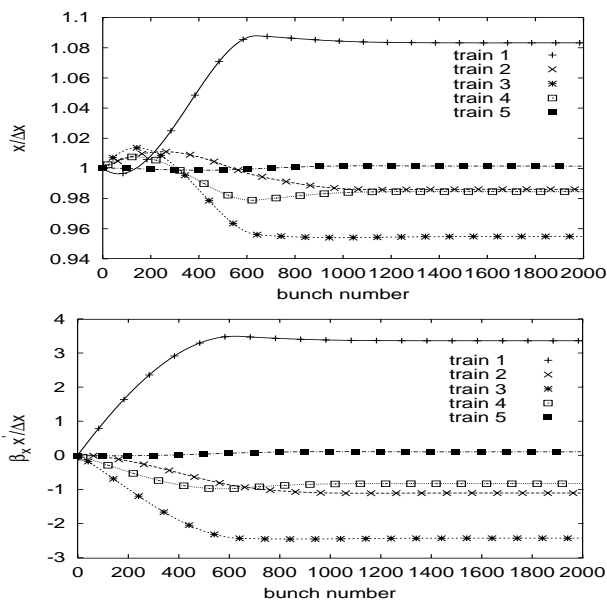 1.1
1.08
1.06
1.04
1.02
1
0.98
0.96
0.94
x/Δx
train 1
train 2
train 3
train 4
train 5
0 200 400 600 800 1000 1200 1400 1600 1800 2000
bunch number
4
3
2
1
0
-1
-2
-3
βx x'/Δx
train 1
train 2
train 3
train 4
train 5
0 200 400 600 800 1000 1200 1400 1600 1800 2000
bunch number